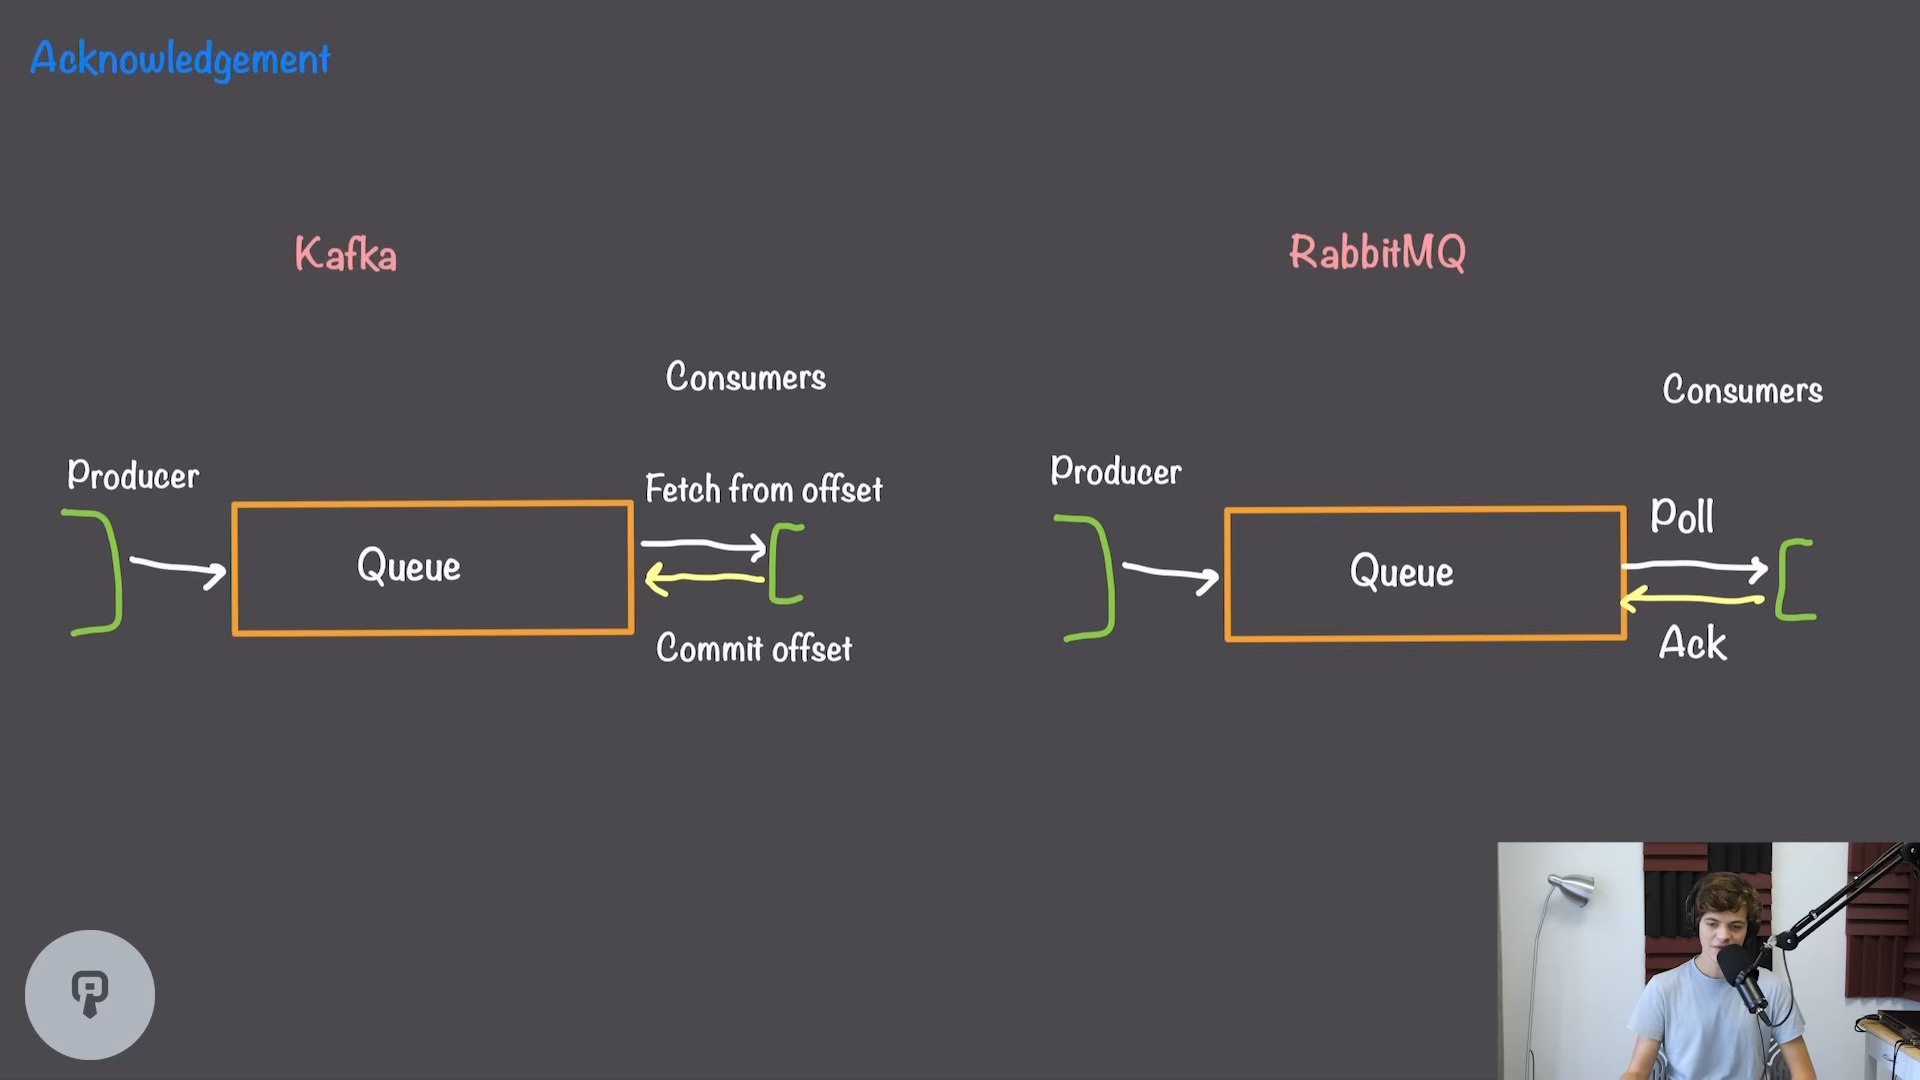 Acknowledgement
Kafka
Consumers
Producer
Fetch from offset
Queue
Commit offset
RabbitMQ
Consumers
Producer
Poll
Queue
Ack